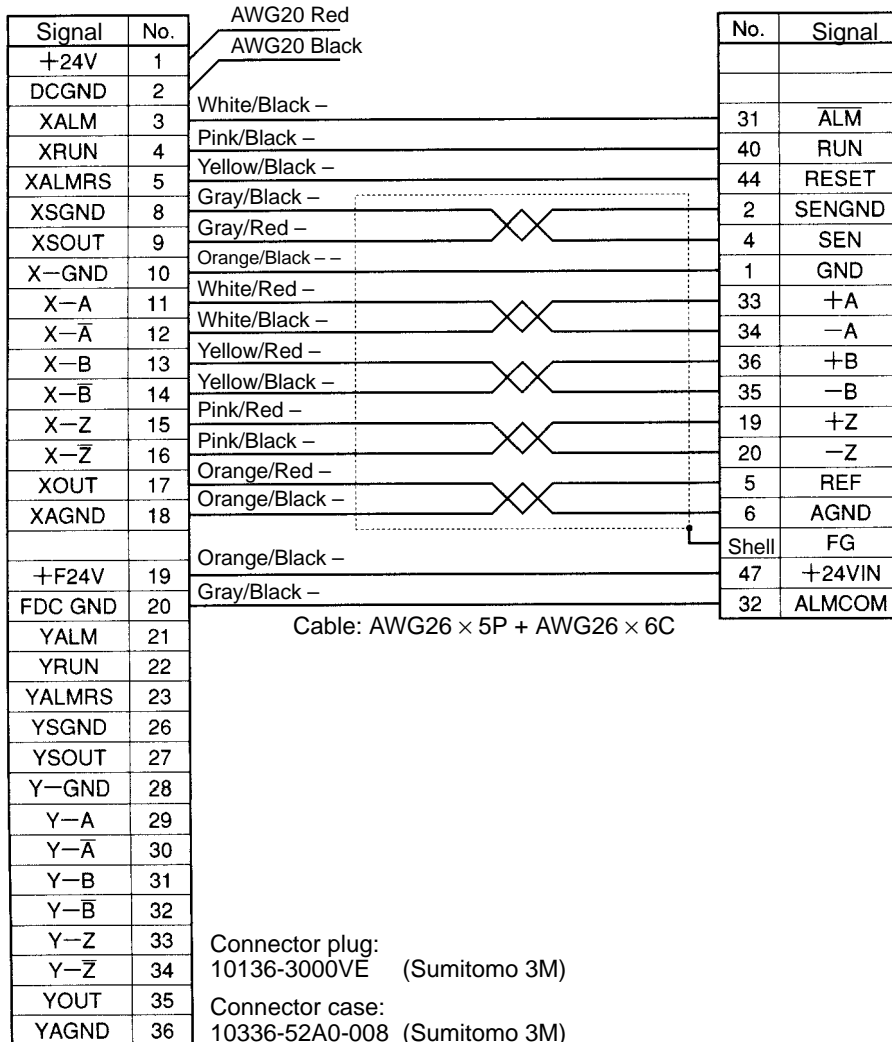 AWG20 Red
AWG20 Black
Signal No.
+24V 1
DCGND 2
XALM 3
XRUN 4
XALMRS 5
XSGND 8
XSOUT 9
X-GND 10
X-A 11
X-A̅ 12
X-B 13
X-B̅ 14
X-Z 15
X-Z̅ 16
XOUT 17
XAGND 18
+F24V 19
FDC GND 20
YALM 21
YRUN 22
YALMRS 23
YSGND 26
YSOUT 27
Y-GND 28
Y-A 29
Y-A̅ 30
Y-B 31
Y-B̅ 32
Y-Z 33
Y-Z̅ 34
YOUT 35
YAGND 36
White/Black –
Pink/Black –
Yellow/Black –
Gray/Black –
Gray/Red –
Orange/Black – –
White/Red –
White/Black –
Yellow/Red –
Yellow/Black –
Pink/Red –
Pink/Black –
Orange/Red –
Orange/Black –
Orange/Black –
Gray/Black –
No. Signal
31 A̅L̅M̅
40 RUN
44 RESET
2 SENGND
4 SEN
1 GND
33 +A
34 -A
36 +B
35 -B
19 +Z
20 -Z
5 REF
6 AGND
Shell FG
47 +24VIN
32 ALMCOM
Cable: AWG26 × 5P + AWG26 × 6C
Connector plug:
10136-3000VE (Sumitomo 3M)
Connector case:
10336-52A0-008 (Sumitomo 3M)